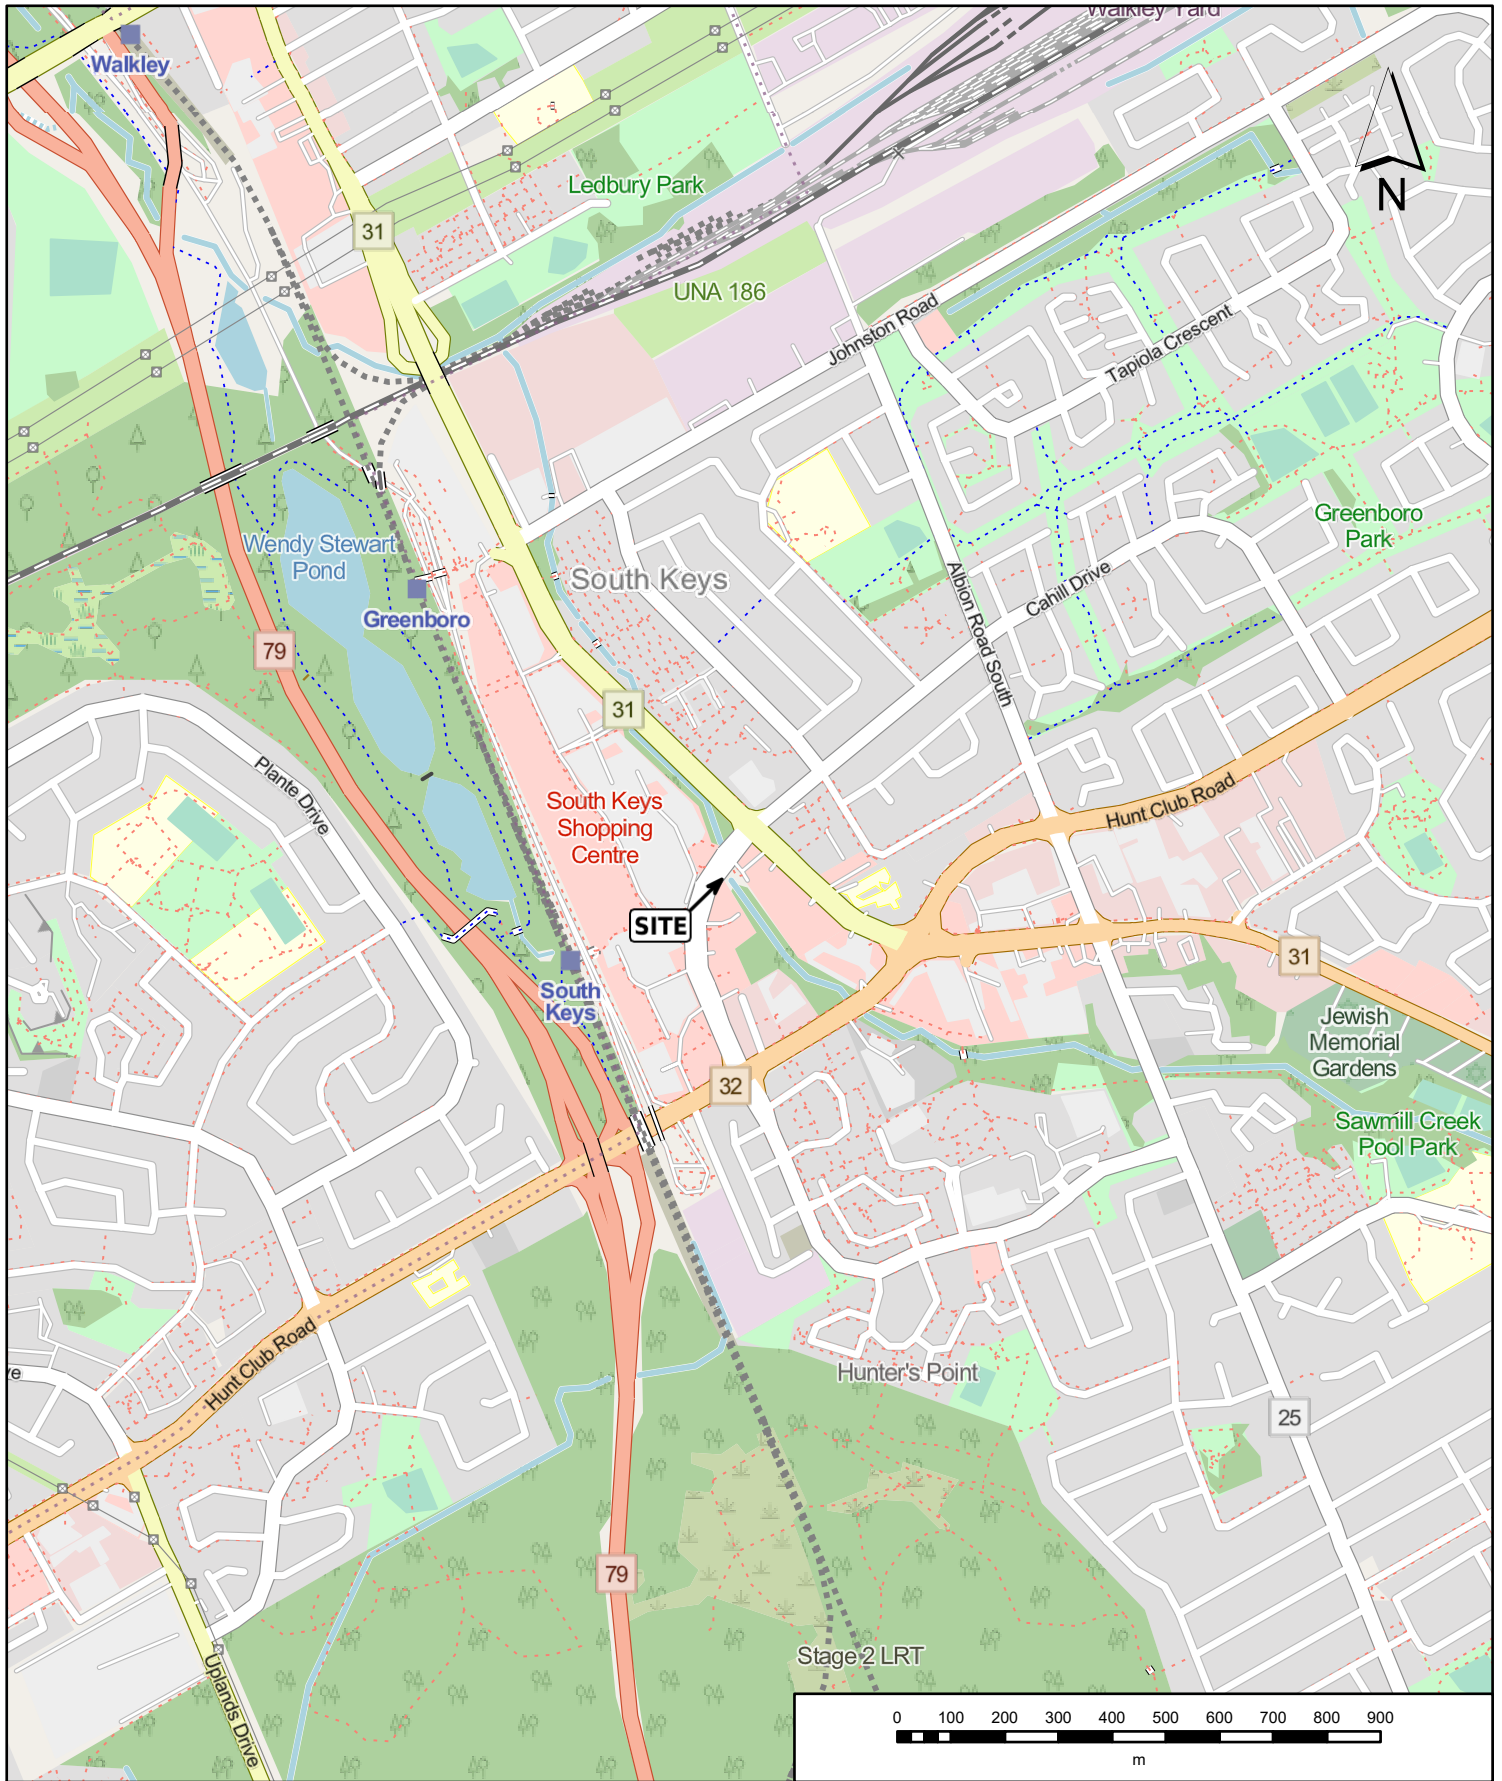 Walkley Yard
Walkley
N
Ledbury Park
31
UNA 186
Johnston Road
Tapiola Crescent
Greenboro
Park
Wendy Stewart
Pond
South Keys
Cahill Drive
Albion Road South
Greenboro
79
31
Plante Drive
Hunt Club Road
South Keys
Shopping
Centre
SITE
31
South
Keys
Jewish
Memorial
Gardens
32
Sawmill Creek
Pool Park
Hunt Club Road
Hunter's Point
ve
25
79
Stage 2 LRT
Uplands Drive
0 100 200 300 400 500 600 700 800 900
m